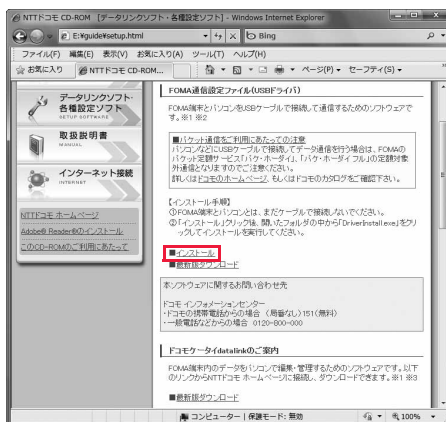 NTTドコモ CD-ROM [データリンクソフト・各種設定ソフト] - Windows Internet Explorer
E:¥guide¥setup.html
Bing
ファイル(F) 編集(E) 表示(V) お気に入り(A) ツール(T) ヘルプ(H)
お気に入り NTTドコモ CD-ROM...
ページ(P) セーフティ(S)
データリンクソフト・
各種設定ソフト
SETUP SOFTWARE
取扱説明書
MANUAL
インターネット接続
INTERNET
NTTドコモ ホームページ
Adobe® Reader®のインストール
このCD-ROMのご利用にあたって
FOMA通信設定ファイル(USBドライバ)
FOMA端末とパソコンをUSBケーブルで接続して通信するためのソフトウェアで
す。※1 ※2
■パケット通信をご利用にあたっての注意
パソコンなどにUSBケーブルで接続してデータ通信を行う場合は、FOMAの
パケット定額サービス「パケ・ホーダイ」、「パケ・ホーダイフル」の定額対象
外通信となりますのでご注意ください。
詳しくはドコモのホームページ、もしくはドコモのカタログをご確認下さい。
【インストール手順】
①FOMA端末とパソコンとは、まだケーブルで接続しないでください。
②「インストール」クリック後、開いたフォルダの中から「DriverInstall.exe」をクリ
ックしてインストールを実行してください。
■インストール
■最新版ダウンロード
本ソフトウェアに関するお問い合わせ先
ドコモ インフォメーションセンター
・ドコモの携帯電話からの場合 (局番なし)151(無料)
・一般電話などからの場合 0120-800-000
ドコモケータイdatalinkのご案内
FOMA端末内のデータをパソコンで編集・管理するためのソフトウェアです。以下
のリンクからNTTドコモ ホームページに接続し、ダウンロードできます。※1 ※3
■最新版ダウンロード
コンピューター | 保護モード: 無効
100%